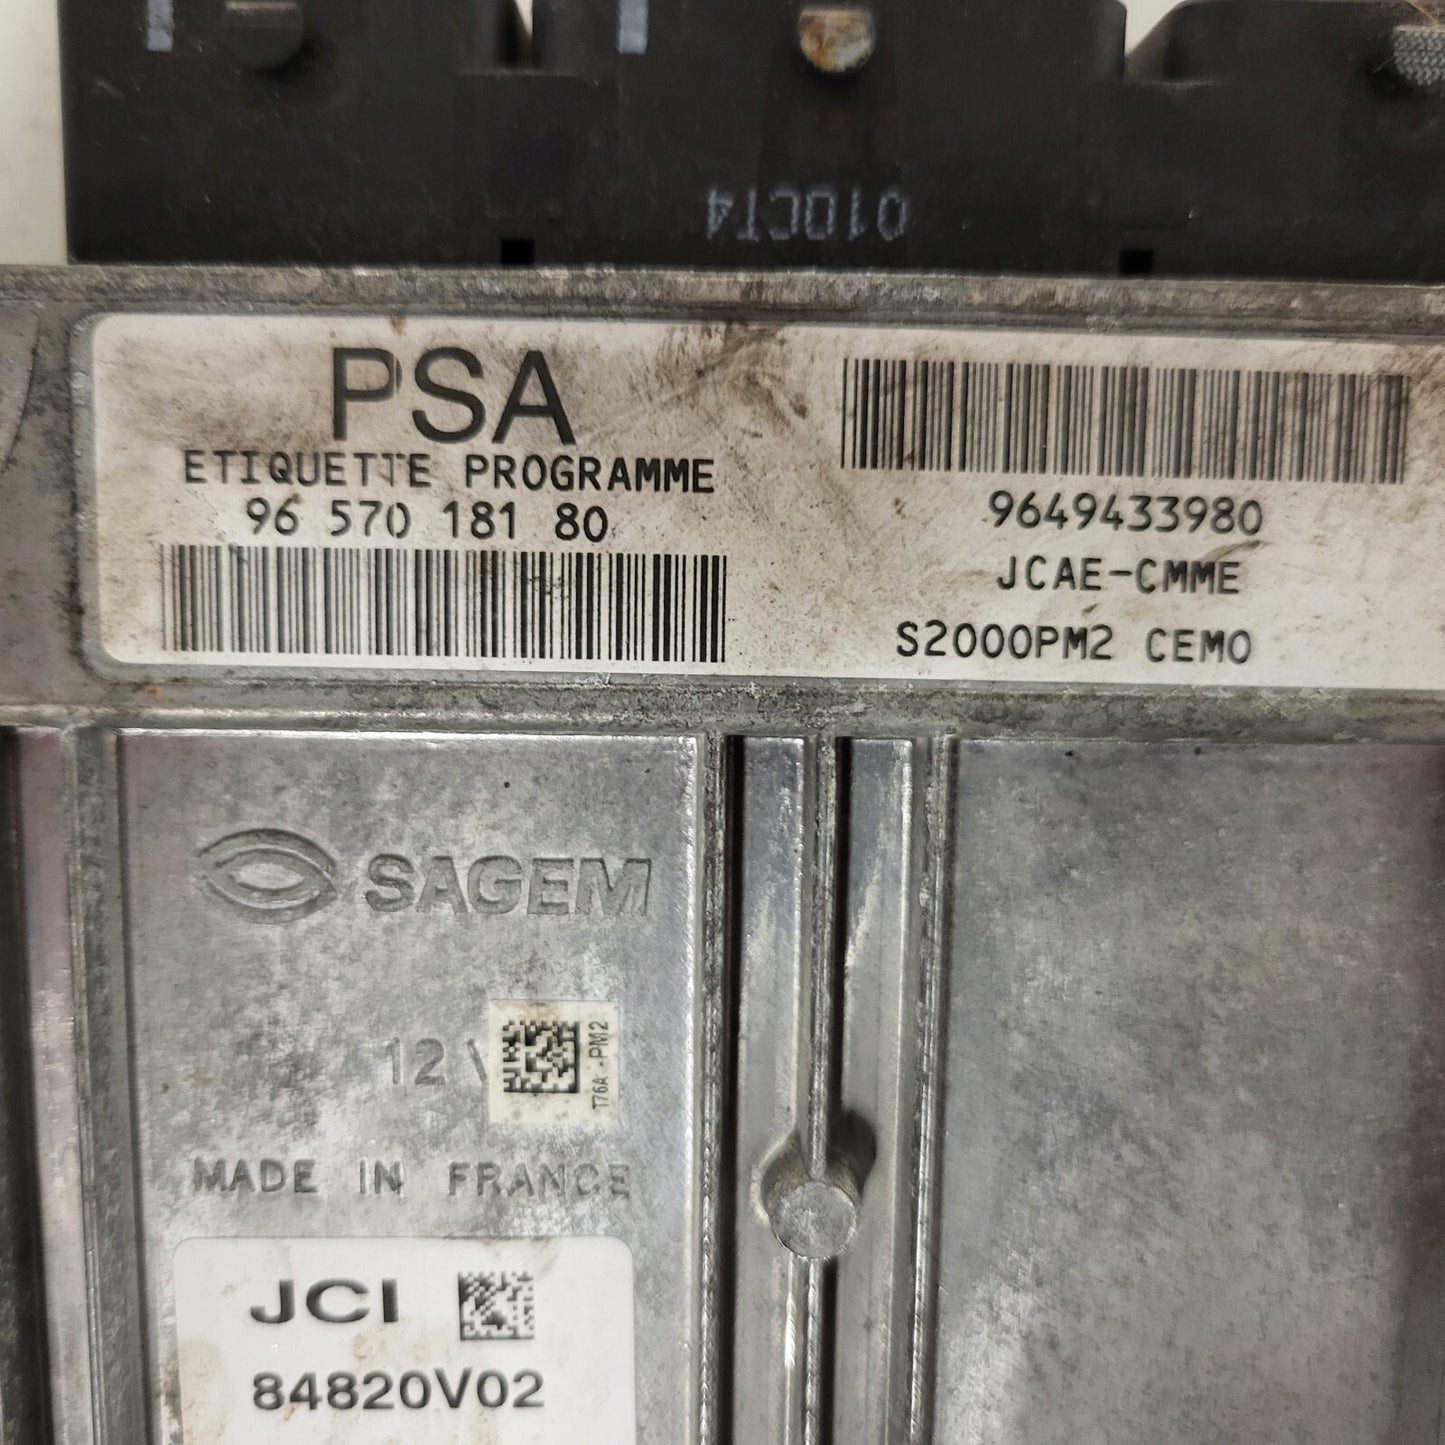 010CT4
PSA
ETIQUETTE PROGRAMME
96 570 181 80
9649433980
JCAE-CMME
S2000PM2 CEMO
SAGEM
12 V
T76A -PM2
MADE IN FRANCE
JCI
84820V02